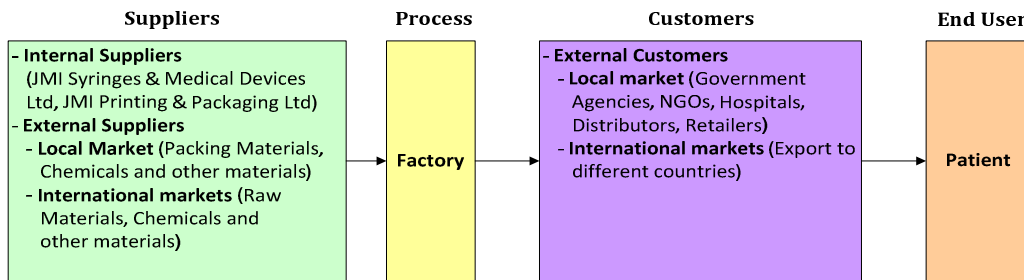 Suppliers
Process
Customers
End User
- Internal Suppliers
(JMI Syringes & Medical Devices
Ltd, JMI Printing & Packaging Ltd)
- External Suppliers
- Local Market (Packing Materials,
Chemicals and other materials)
- International markets (Raw
Materials, Chemicals and
other materials)
Factory
- External Customers
- Local market (Government
Agencies, NGOs, Hospitals,
Distributors, Retailers)
- International markets (Export to
different countries)
Patient